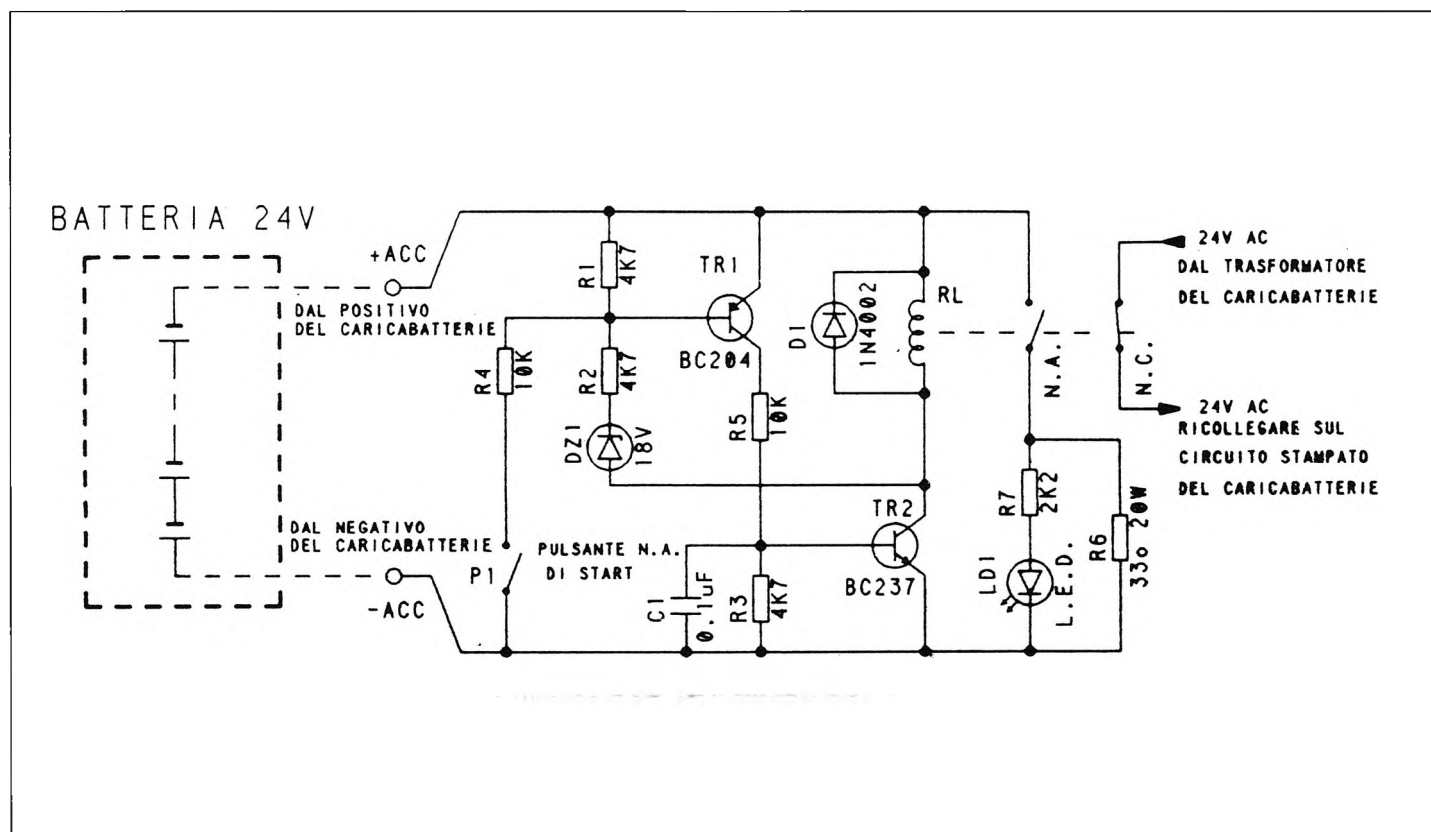 BATTERIA 24V
+ACC
DAL POSITIVO
DEL CARICABATTERIE
R1
4K7
TR1
BC204
R4
10K
R2
4K7
DZ1
18V
R5
10K
D1
1N4002
RL
N.A.
N.C.
24V AC
DAL TRASFORMATORE
DEL CARICABATTERIE
24V AC
RICOLLEGARE SUL
CIRCUITO STAMPATO
DEL CARICABATTERIE
DAL NEGATIVO
DEL CARICABATTERIE
-ACC
P1
PULSANTE N.A.
DI START
C1
0.1uF
R3
4K7
TR2
BC237
R7
2K2
LD1
L.E.D.
R6
33o 20W